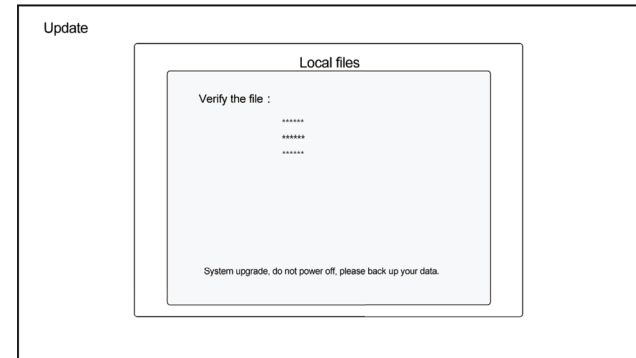 Update
Local files
Verify the file：
******
******
******
System upgrade, do not power off, please back up your data.